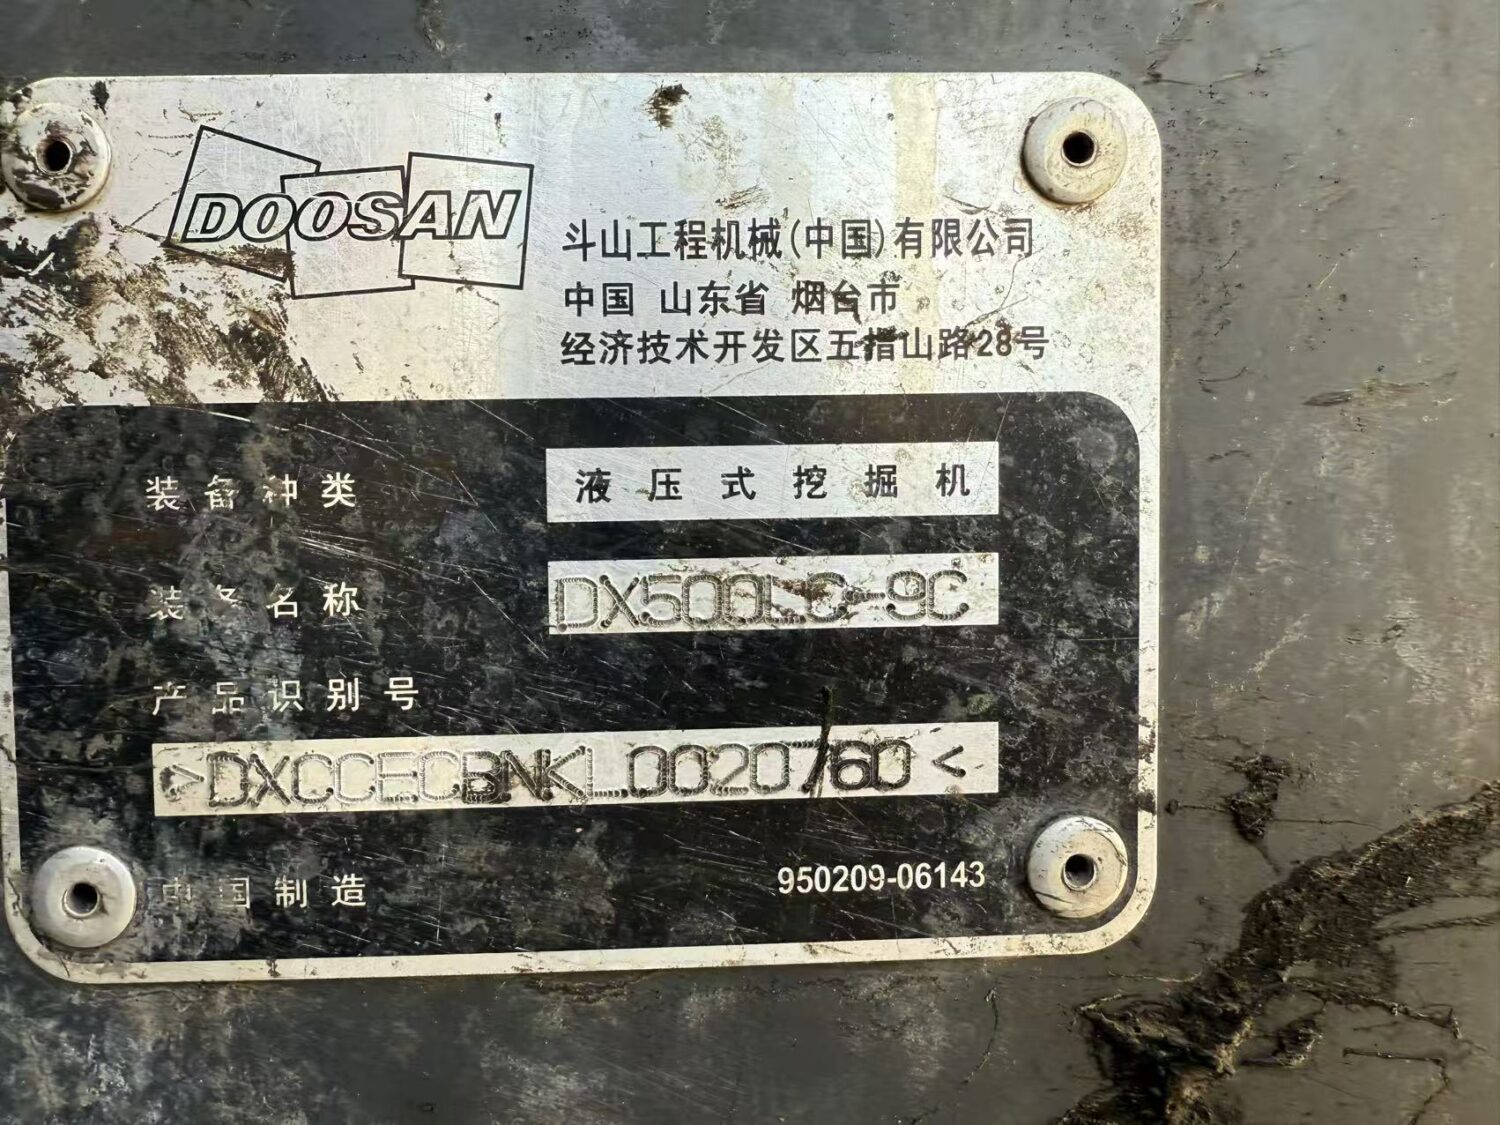 DOOSAN
斗山工程机械(中国)有限公司
中国 山东省 烟台市
经济技术开发区五指山路28号
装备种类 液压式挖掘机
装备名称 DX500LC-9C
产品识别号
>DXCCECBNKL0020760<
中国制造 950209-06143